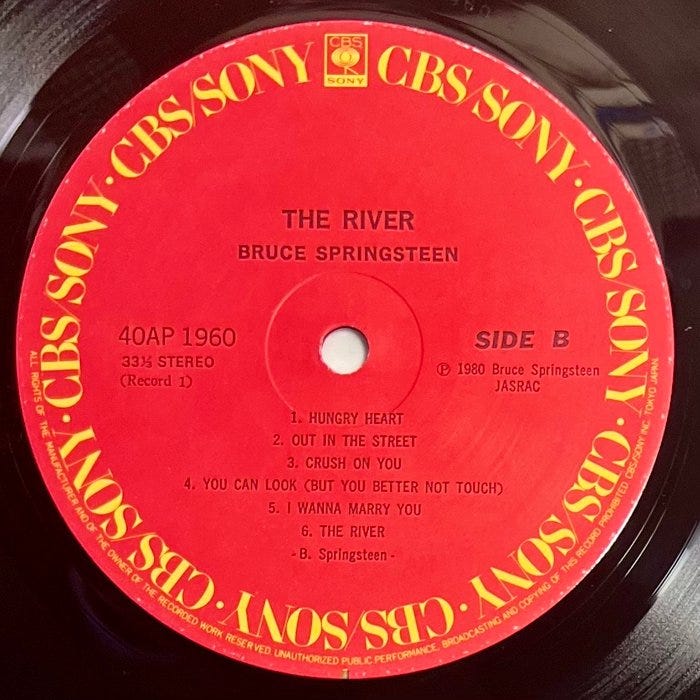 CBS/SONY · CBS/SONY · CBS/SONY · CBS/SONY · CBS/SONY · CBS/SONY · CBS/SONY · CBS/SONY · CBS/SONY
CBS
SONY
THE RIVER
BRUCE SPRINGSTEEN
40AP 1960
33⅓ STEREO
(Record 1)
SIDE B
Ⓟ 1980 Bruce Springsteen
JASRAC
1. HUNGRY HEART
2. OUT IN THE STREET
3. CRUSH ON YOU
4. YOU CAN LOOK (BUT YOU BETTER NOT TOUCH)
5. I WANNA MARRY YOU
6. THE RIVER
-B. Springsteen-
ALL RIGHTS OF THE MANUFACTURER AND OF THE OWNER OF THE RECORDED WORK RESERVED. UNAUTHORIZED PUBLIC PERFORMANCE, BROADCASTING AND COPYING OF THIS RECORD PROHIBITED CBS/SONY INC. TOKYO JAPAN.